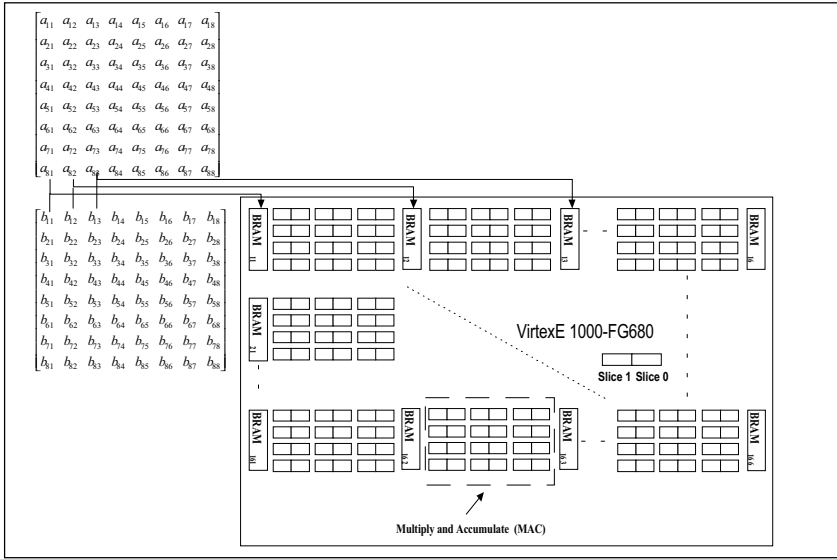 a11 a12 a13 a14 a15 a16 a17 a18
a21 a22 a23 a24 a25 a26 a27 a28
a31 a32 a33 a34 a35 a36 a37 a38
a41 a42 a43 a44 a45 a46 a47 a48
a51 a52 a53 a54 a55 a56 a57 a58
a61 a62 a63 a64 a65 a66 a67 a68
a71 a72 a73 a74 a75 a76 a77 a78
a81 a82 a83 a84 a85 a86 a87 a88
b11 b12 b13 b14 b15 b16 b17 b18
b21 b22 b23 b24 b25 b26 b27 b28
b31 b32 b33 b34 b35 b36 b37 b38
b41 b42 b43 b44 b45 b46 b47 b48
b51 b52 b53 b54 b55 b56 b57 b58
b61 b62 b63 b64 b65 b66 b67 b68
b71 b72 b73 b74 b75 b76 b77 b78
b81 b82 b83 b84 b85 b86 b87 b88
BRAM 11
BRAM 12
BRAM 13
BRAM 16
BRAM 21
VirtexE 1000-FG680
Slice 1 Slice 0
BRAM 161
BRAM 16 2
BRAM 16 3
BRAM 16 6
Multiply and Accumulate (MAC)